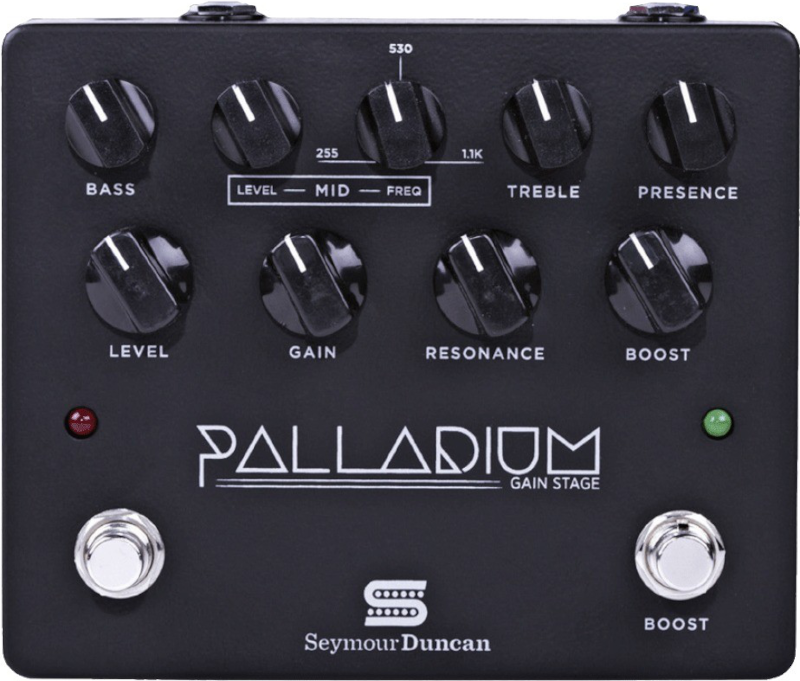 530
255 1.1K
BASS LEVEL — MID — FREQ TREBLE PRESENCE
LEVEL GAIN RESONANCE BOOST
PALLADIUM
GAIN STAGE
S
SeymourDuncan
BOOST